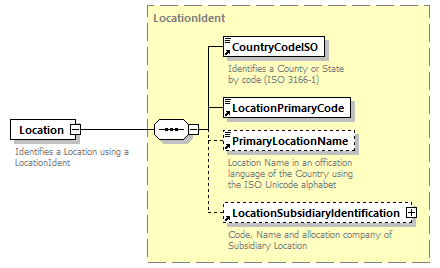 LocationIdent
CountryCodeISO
Identifies a County or State
by code (ISO 3166-1)
LocationPrimaryCode
Location
Identifies a Location using a
LocationIdent
PrimaryLocationName
Location Name in an offication
language of the Country using
the ISO Unicode alphabet
LocationSubsidiaryIdentification
Code, Name and allocation company of
Subsidiary Location